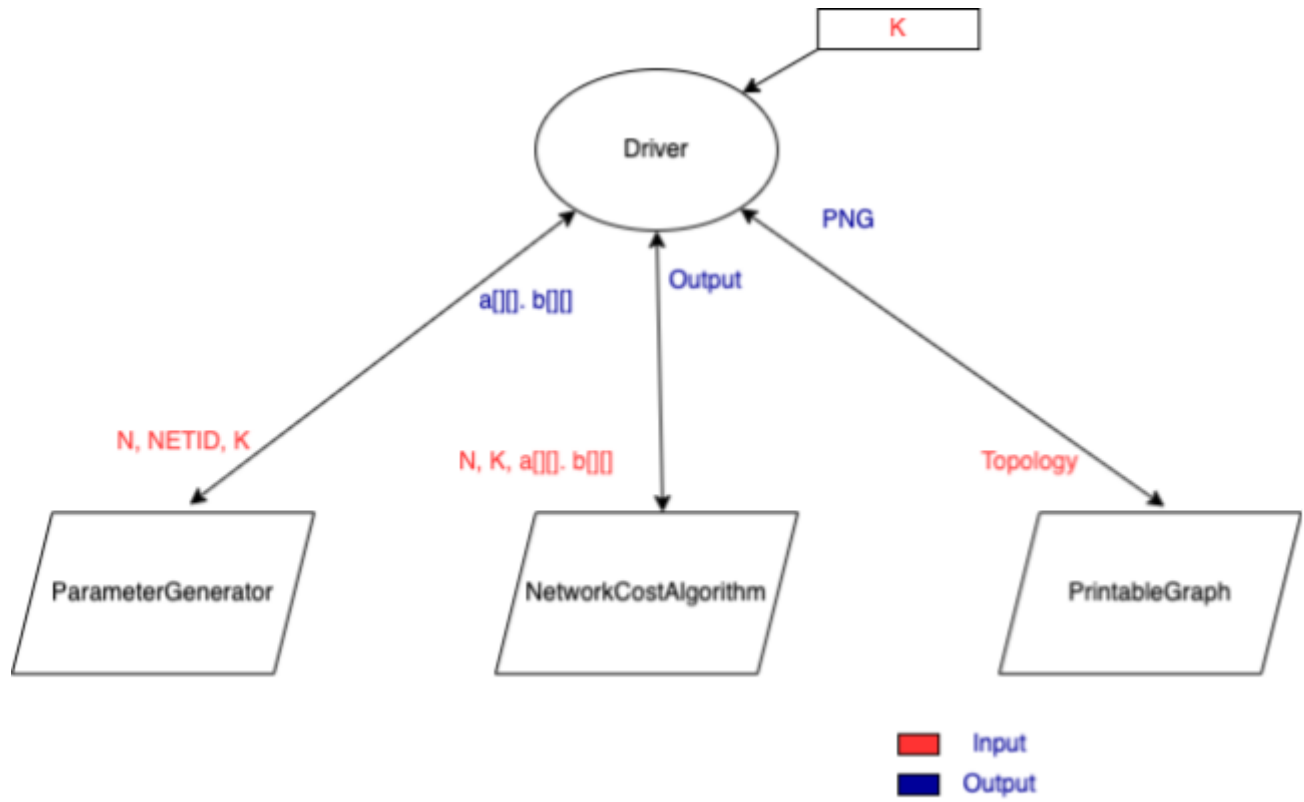 K
Driver
PNG
Output
a[][]. b[][]
N, NETID, K
N, K, a[][]. b[][]
Topology
ParameterGenerator
NetworkCostAlgorithm
PrintableGraph
Input
Output